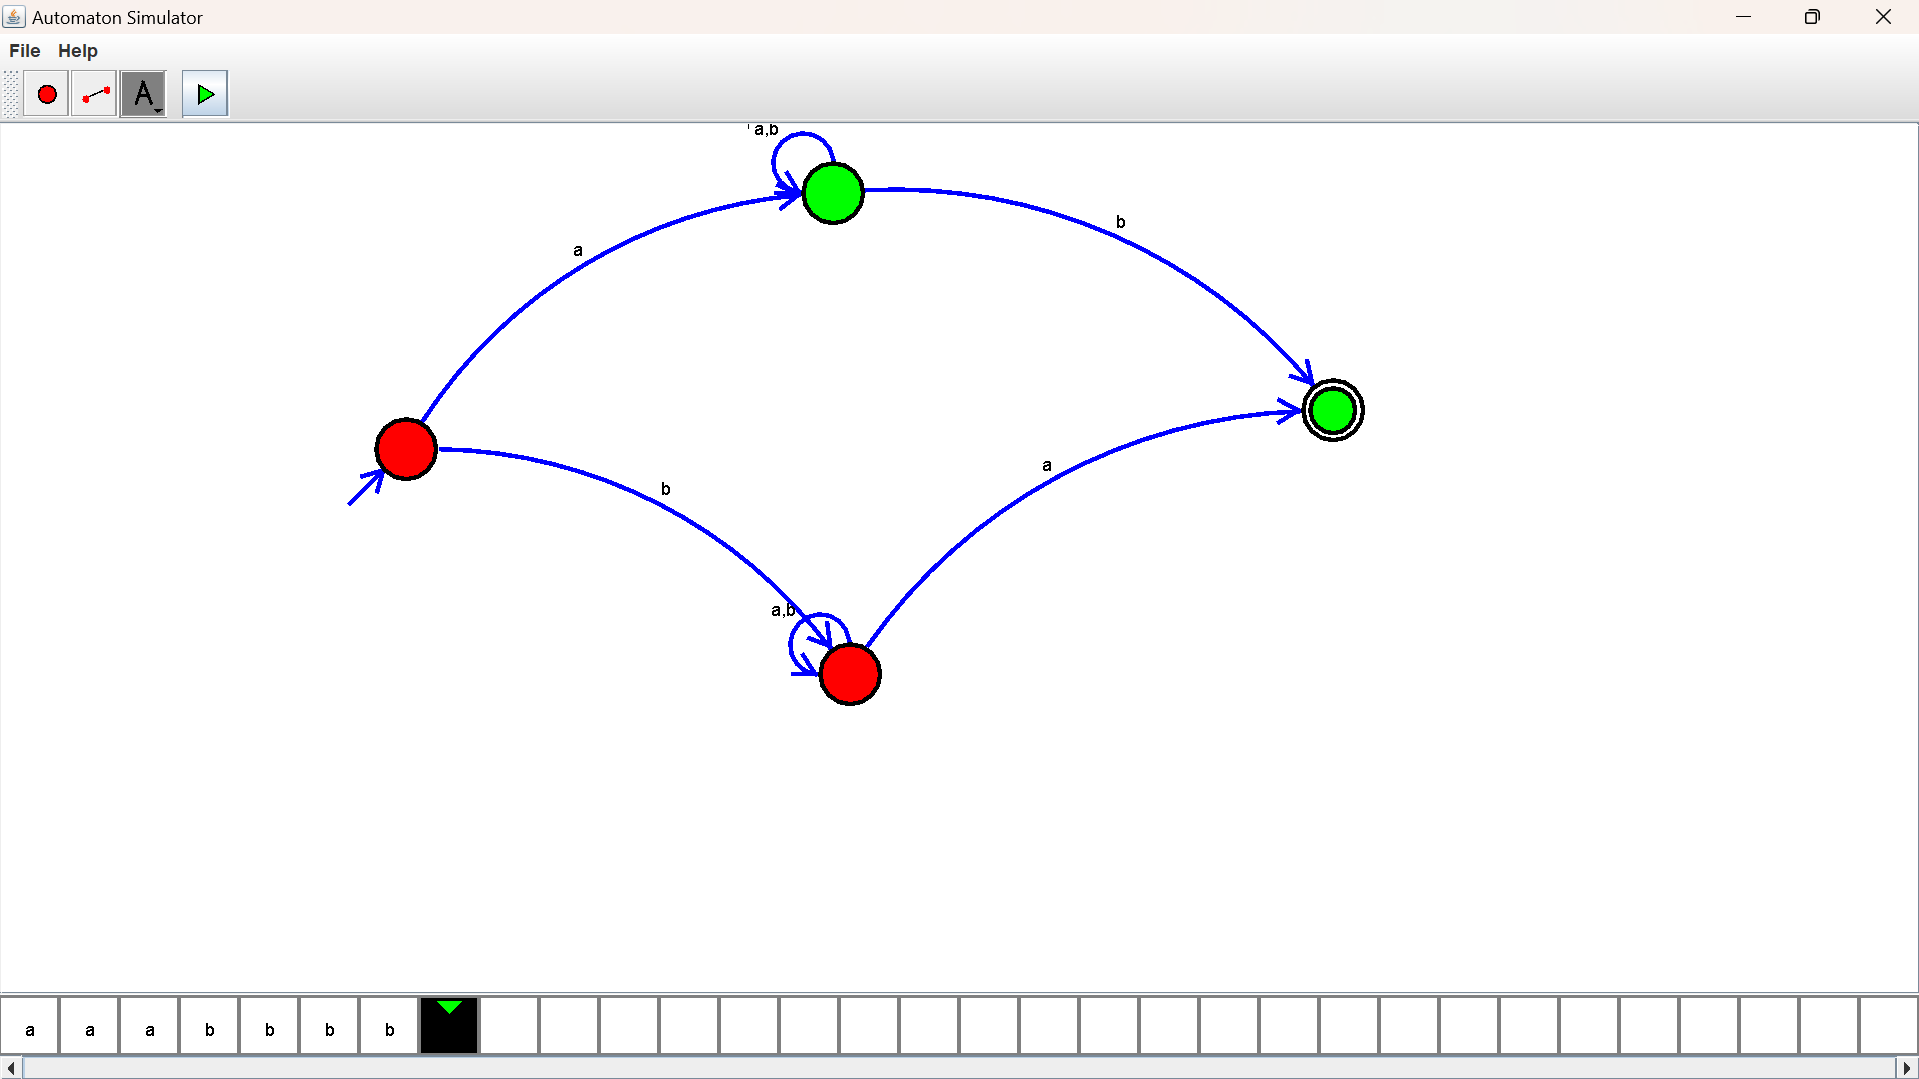 Automaton Simulator
File Help
A
a,b
b
a
a
b
a,b
a a a b b b b